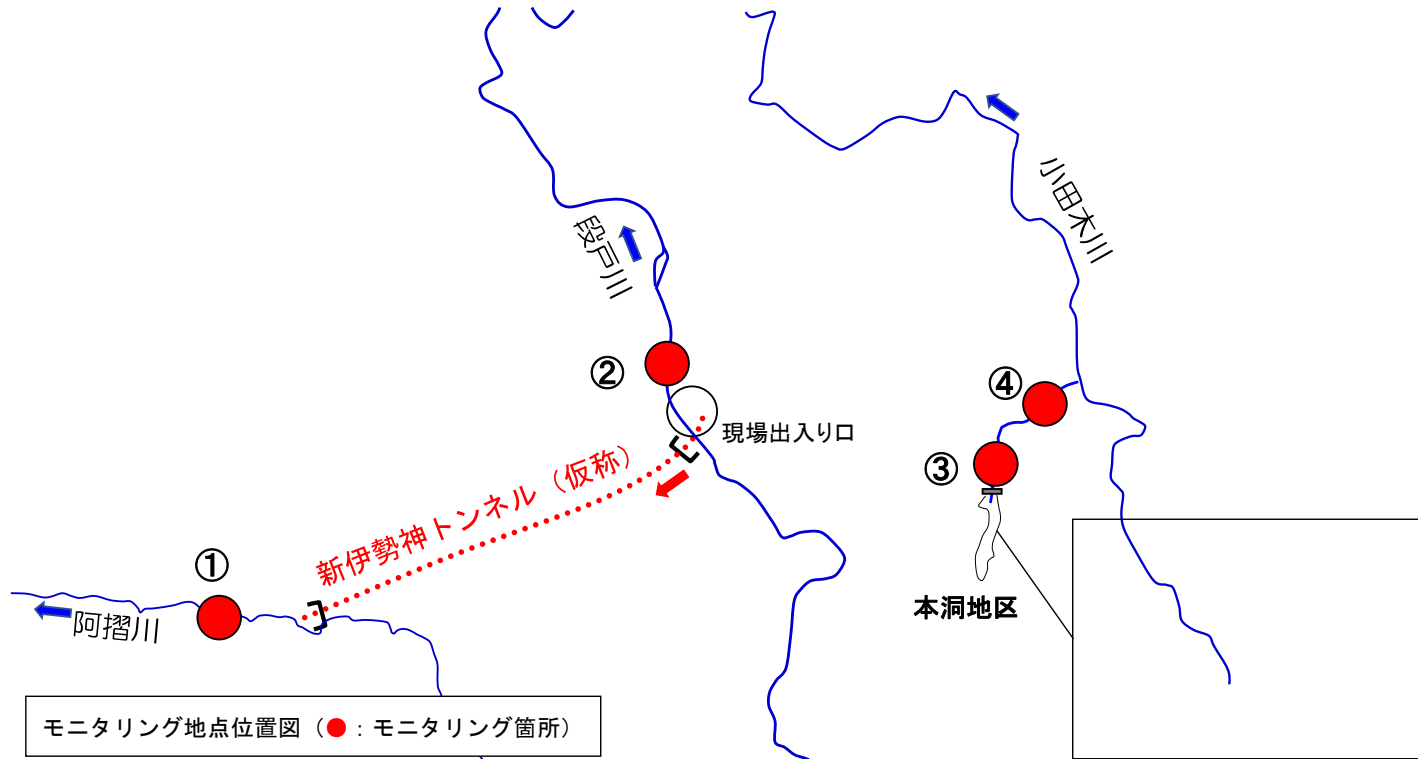 小田木川
段戸川
②
④
現場出入り口
③
新伊勢神トンネル（仮称）
①
本洞地区
阿摺川
モニタリング地点位置図（●：モニタリング箇所）